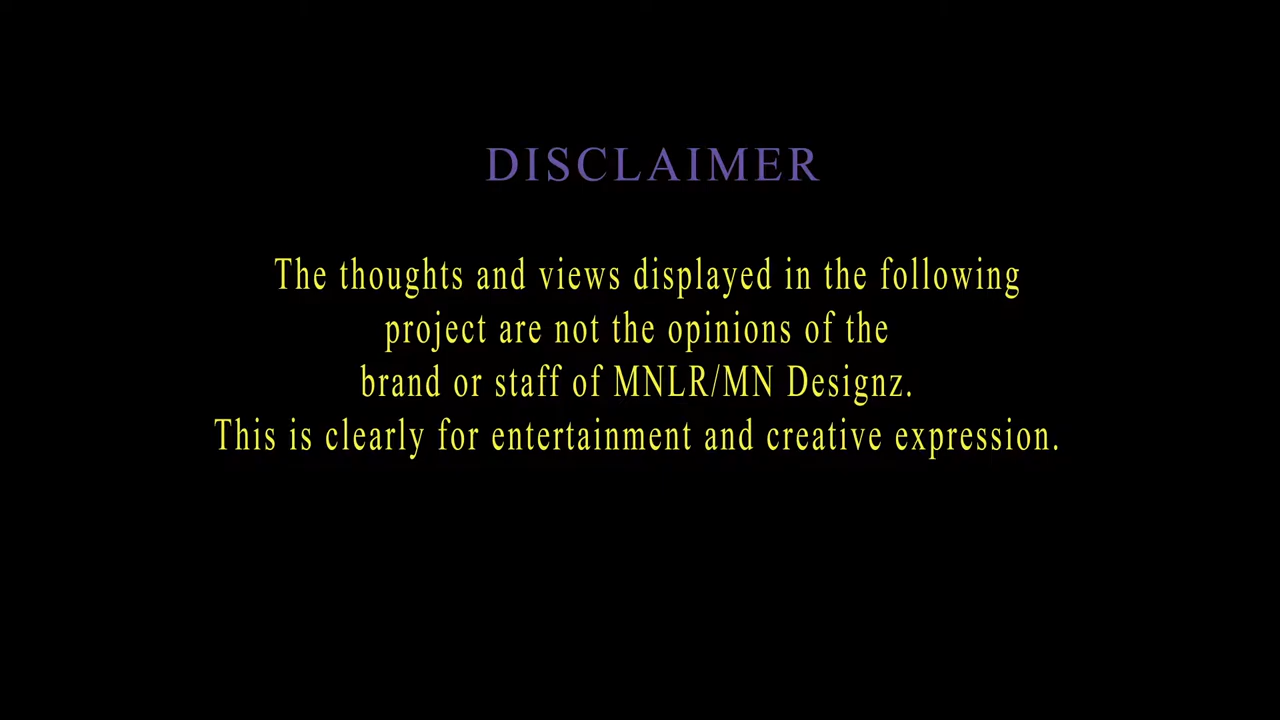 DISCLAIMER
The thoughts and views displayed in the following
project are not the opinions of the
brand or staff of MNLR/MN Designz.
This is clearly for entertainment and creative expression.